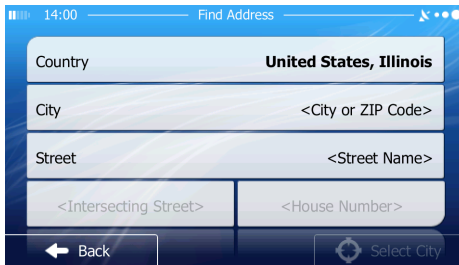 14:00 Find Address
Country United States, Illinois
City <City or ZIP Code>
Street <Street Name>
<Intersecting Street> <House Number>
Back Select City